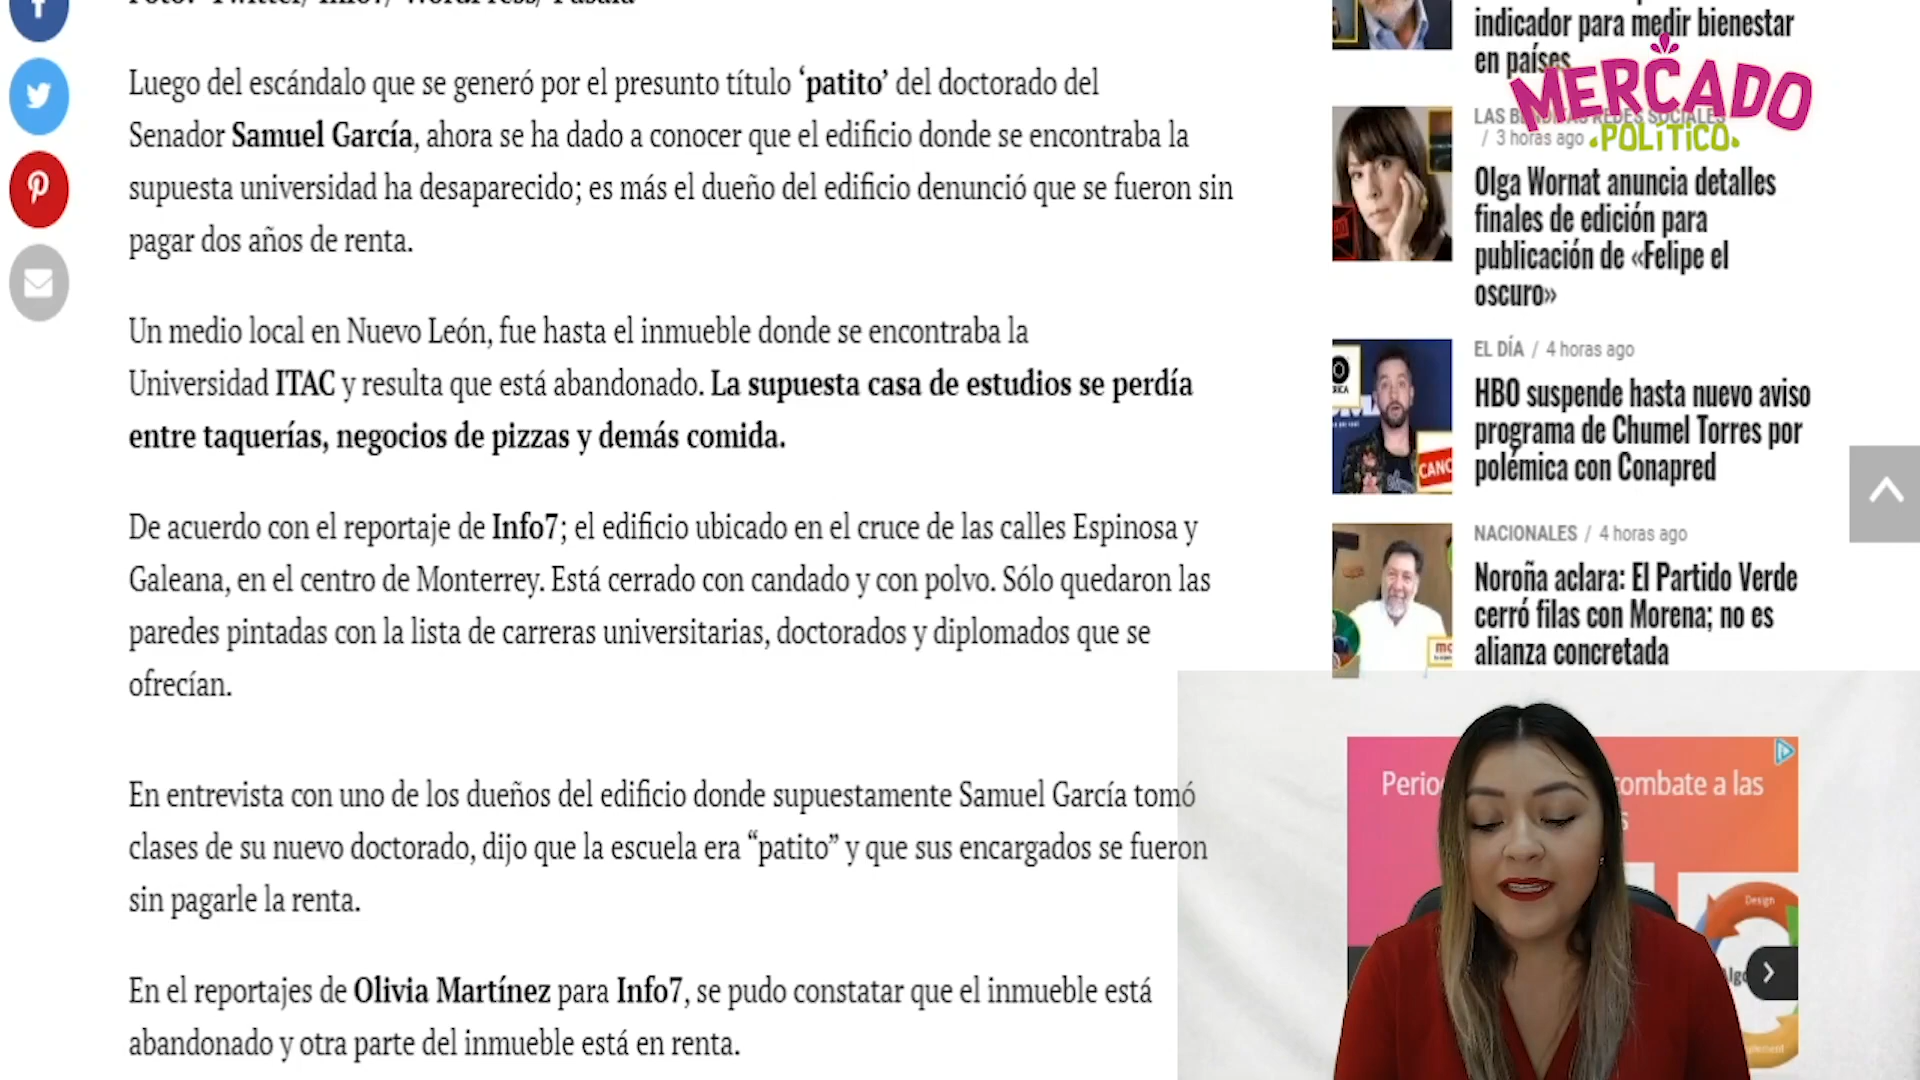 Luego del escándalo que se generó por el presunto título ‘patito’ del doctorado del
Senador Samuel García, ahora se ha dado a conocer que el edificio donde se encontraba la
supuesta universidad ha desaparecido; es más el dueño del edificio denunció que se fueron sin
pagar dos años de renta.
Un medio local en Nuevo León, fue hasta el inmueble donde se encontraba la
Universidad ITAC y resulta que está abandonado. La supuesta casa de estudios se perdía
entre taquerías, negocios de pizzas y demás comida.
De acuerdo con el reportaje de Info7; el edificio ubicado en el cruce de las calles Espinosa y
Galeana, en el centro de Monterrey. Está cerrado con candado y con polvo. Sólo quedaron las
paredes pintadas con la lista de carreras universitarias, doctorados y diplomados que se
ofrecían.
En entrevista con uno de los dueños del edificio donde supuestamente Samuel García tomó
clases de su nuevo doctorado, dijo que la escuela era “patito” y que sus encargados se fueron
sin pagarle la renta.
En el reportajes de Olivia Martínez para Info7, se pudo constatar que el inmueble está
abandonado y otra parte del inmueble está en renta.
indicador para medir bienestar
en países
MERCADO
POLÍTICO
LAS BENDITAS REDES SOCIALES
/ 3 horas ago
Olga Wornat anuncia detalles
finales de edición para
publicación de «Felipe el
oscuro»
EL DÍA / 4 horas ago
HBO suspende hasta nuevo aviso
programa de Chumel Torres por
polémica con Conapred
CANC
NACIONALES / 4 horas ago
Noroña aclara: El Partido Verde
cerró filas con Morena; no es
alianza concretada
combate a las
Design